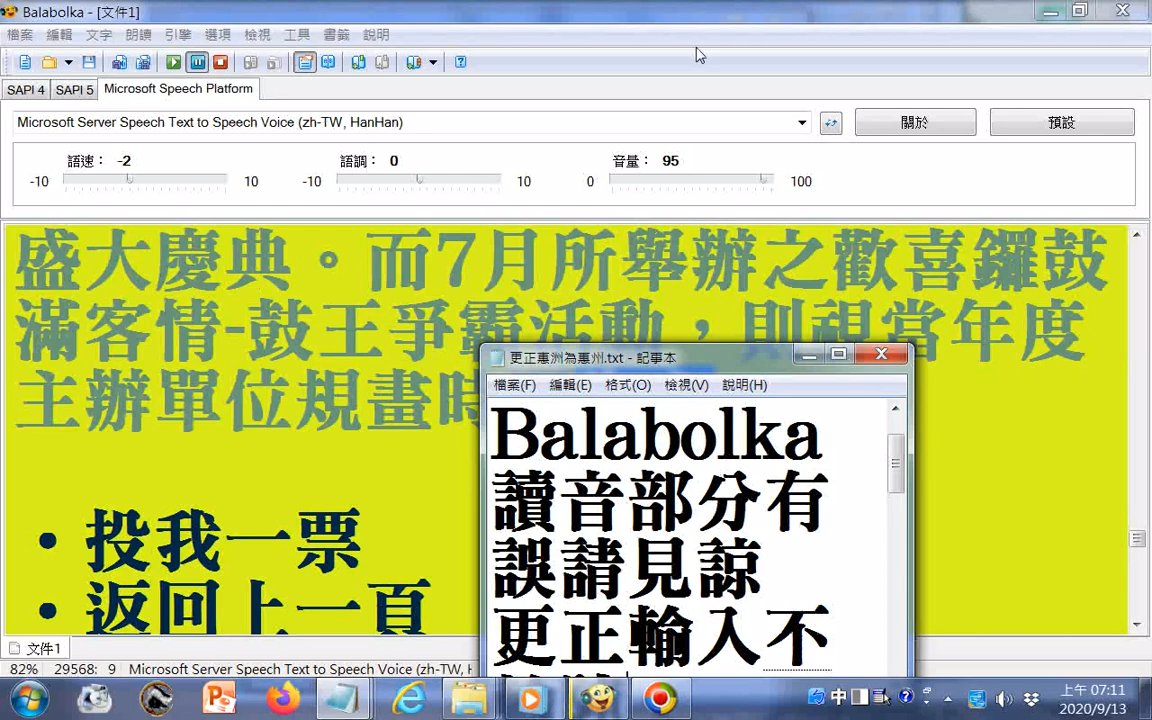 Balabolka - [文件1]
檔案 編輯 文字 朗讀 引擎 選項 檢視 工具 書籤 說明
SAPI 4 SAPI 5 Microsoft Speech Platform
Microsoft Server Speech Text to Speech Voice (zh-TW, HanHan)
關於 預設
語速： -2 語調： 0 音量： 95
-10 10 -10 10 0 100
盛大慶典。而7月所舉辦之歡喜鑼鼓
滿客情-鼓王爭霸活動，則視當年度
主辦單位規畫時
• 投我一票
• 返回上一頁
更正惠洲為惠州.txt - 記事本
檔案(F) 編輯(E) 格式(O) 檢視(V) 說明(H)
Balabolka
讀音部分有
誤請見諒
更正輸入不
文件1
82% 29568: 9 Microsoft Server Speech Text to Speech Voice (zh-TW, H
中
上午 07:11
2020/9/13